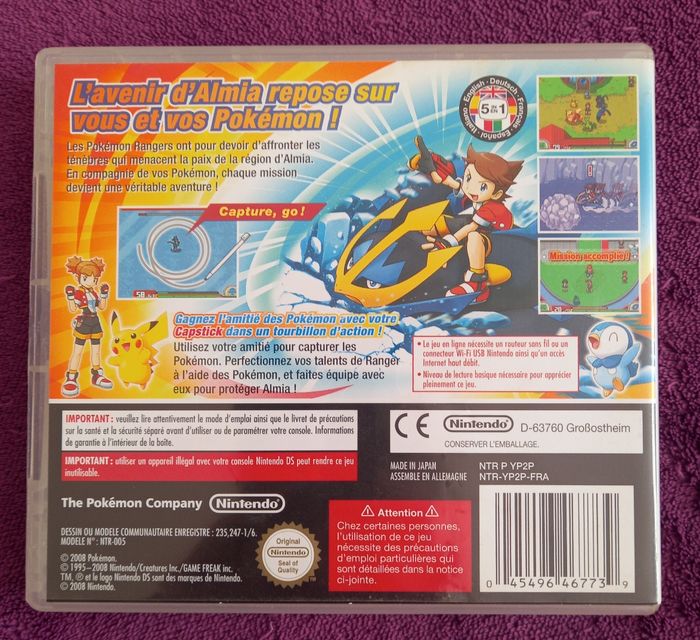 L'avenir d'Almia repose sur
vous et vos Pokémon !
Les Pokémon Rangers ont pour devoir d'affronter les
ténèbres qui menacent la paix de la région d'Almia.
En compagnie de vos Pokémon, chaque mission
devient une véritable aventure !
English • Deutsch • Français • Español • Italiano •
5 EN 1
Capture, go !
Mission accomplie !
Gagnez l'amitié des Pokémon avec votre
Capstick dans un tourbillon d'action !
Utilisez votre amitié pour capturer les
Pokémon. Perfectionnez vos talents de Ranger
à l'aide des Pokémon, et faites équipe avec
eux pour protéger Almia !
• Le jeu en ligne nécessite un routeur sans fil ou un
connecteur Wi-Fi USB Nintendo ainsi qu'un accès
Internet haut débit.
• Niveau de lecture basique nécessaire pour apprécier
pleinement ce jeu.
IMPORTANT : veuillez lire attentivement le mode d'emploi ainsi que le livret de précautions
sur la santé et la sécurité séparé avant d'utiliser ou de paramétrer votre console. Informations
de garantie à l'intérieur de la boîte.
IMPORTANT : utiliser un appareil illégal avec votre console Nintendo DS peut rendre ce jeu
inutilisable.
CE
Nintendo
D-63760 Großostheim
CONSERVER L'EMBALLAGE.
MADE IN JAPAN
ASSEMBLE EN ALLEMAGNE
NTR P YP2P
NTR-YP2P-FRA
The Pokémon Company
Nintendo
DESSIN OU MODELE COMMUNAUTAIRE ENREGISTRE : 235,247-1/6.
MODELE N° : NTR-005
© 2008 Pokémon.
© 1995–2008 Nintendo/Creatures Inc./GAME FREAK inc.
TM, ® et le logo Nintendo DS sont des marques de Nintendo.
© 2008 Nintendo.
Original
Nintendo
Seal of
Quality
Attention
Chez certaines personnes,
l'utilisation de ce jeu
nécessite des précautions
d'emploi particulières qui
sont détaillées dans la notice
ci-jointe.
0 45496 46773 9